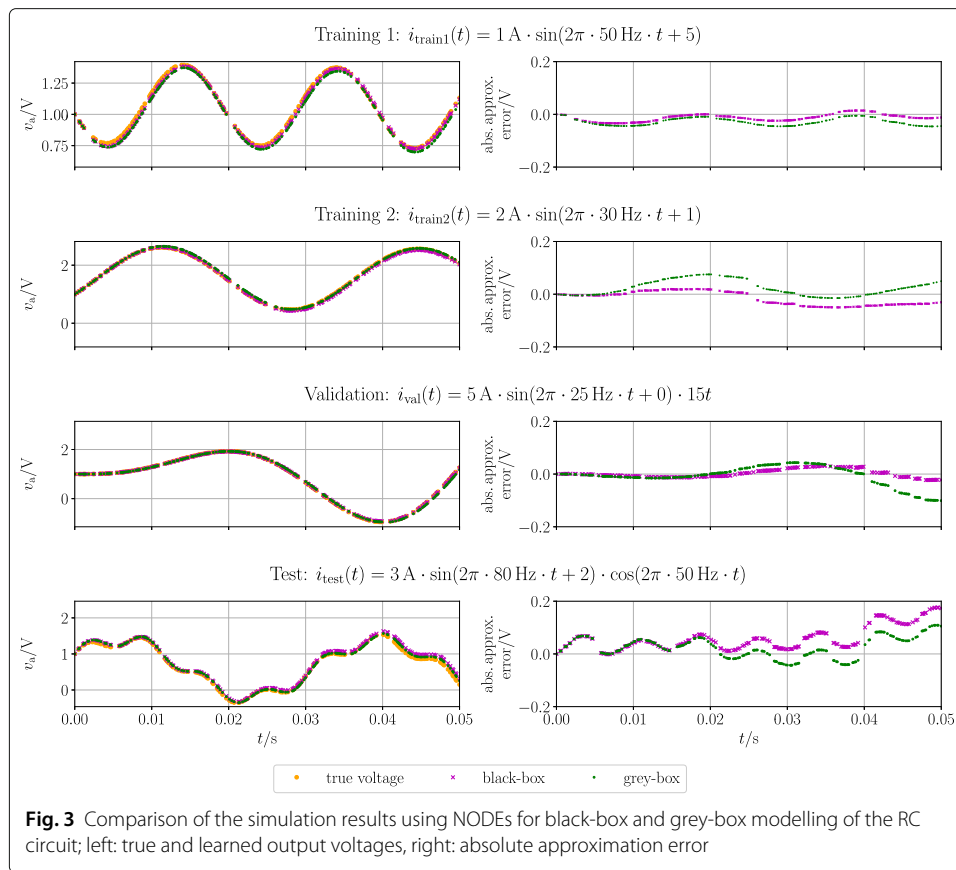 Training 1: i_train1(t) = 1 A · sin(2π · 50 Hz · t + 5)
v_a/V
1.25
1.00
0.75
abs. approx.
error/V
0.2
0.0
−0.2
Training 2: i_train2(t) = 2 A · sin(2π · 30 Hz · t + 1)
v_a/V
2
0
abs. approx.
error/V
0.2
0.0
−0.2
Validation: i_val(t) = 5 A · sin(2π · 25 Hz · t + 0) · 15t
v_a/V
2
0
abs. approx.
error/V
0.2
0.0
−0.2
Test: i_test(t) = 3 A · sin(2π · 80 Hz · t + 2) · cos(2π · 50 Hz · t)
v_a/V
2
1
0
0.00 0.01 0.02 0.03 0.04 0.05
t/s
abs. approx.
error/V
0.2
0.0
−0.2
0.00 0.01 0.02 0.03 0.04 0.05
t/s
true voltage black-box grey-box
Fig. 3 Comparison of the simulation results using NODEs for black-box and grey-box modelling of the RC
circuit; left: true and learned output voltages, right: absolute approximation error